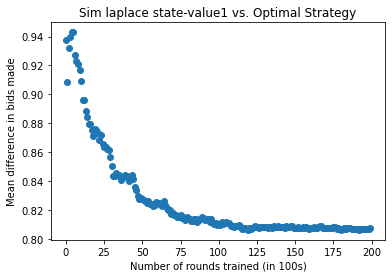 Sim laplace state-value1 vs. Optimal Strategy
0.94
0.92
0.90
0.88
0.86
0.84
0.82
0.80
Mean difference in bids made
0 25 50 75 100 125 150 175 200
Number of rounds trained (in 100s)